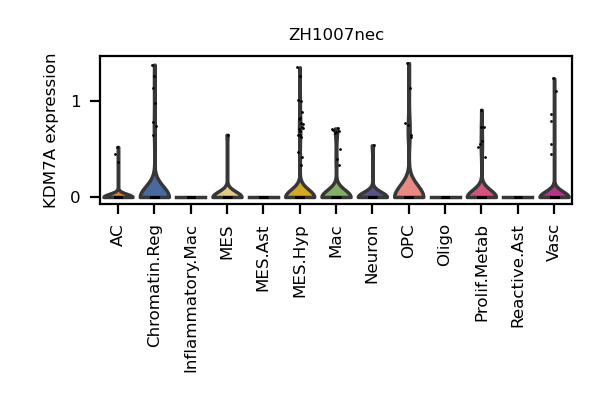 ZH1007nec
KDM7A expression
1
0
AC
Chromatin.Reg
Inflammatory.Mac
MES
MES.Ast
MES.Hyp
Mac
Neuron
OPC
Oligo
Prolif.Metab
Reactive.Ast
Vasc